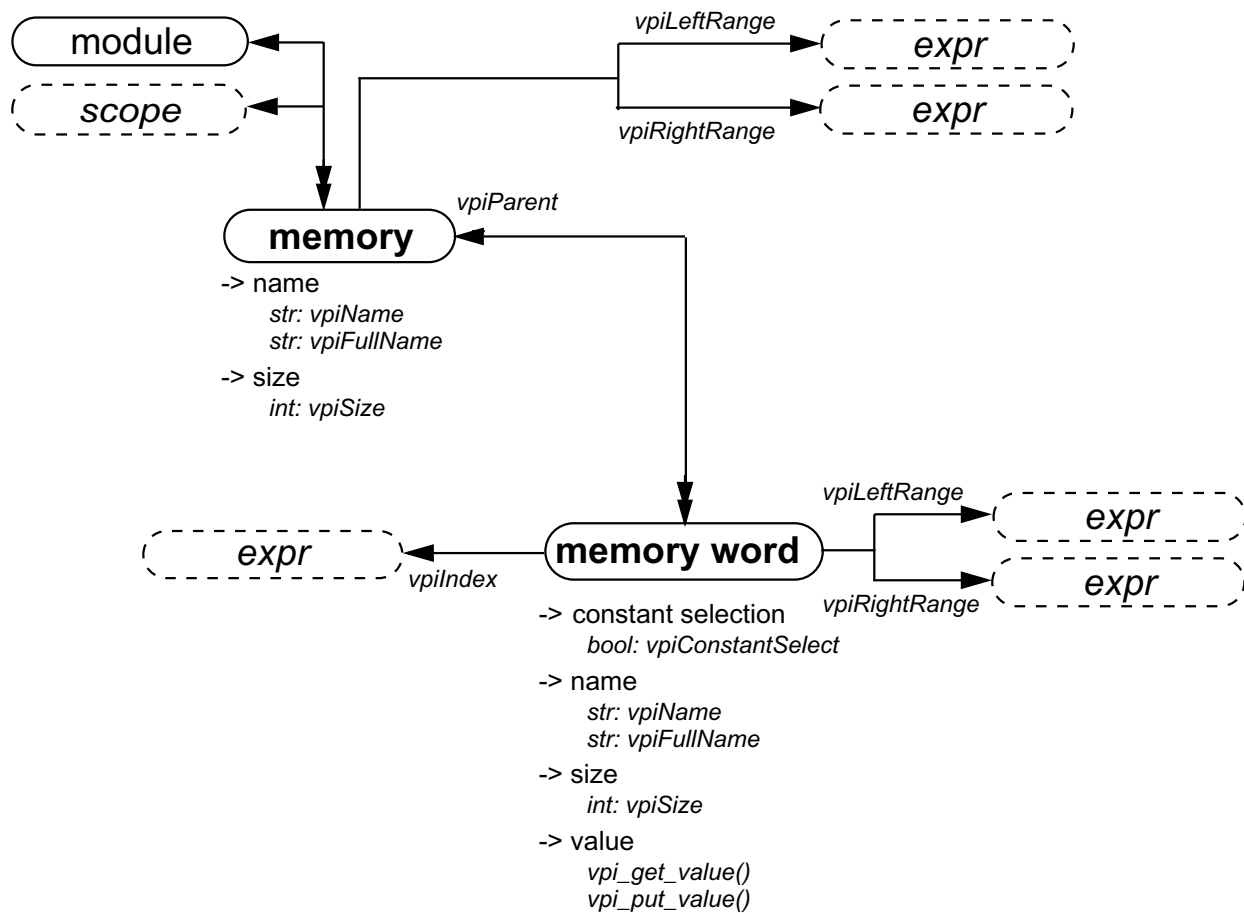 module
vpiLeftRange
expr
scope
vpiRightRange
expr
vpiParent
memory
-> name
str: vpiName
str: vpiFullName
-> size
int: vpiSize
vpiLeftRange
expr
expr
vpiIndex
memory word
vpiRightRange
expr
-> constant selection
bool: vpiConstantSelect
-> name
str: vpiName
str: vpiFullName
-> size
int: vpiSize
-> value
vpi_get_value()
vpi_put_value()